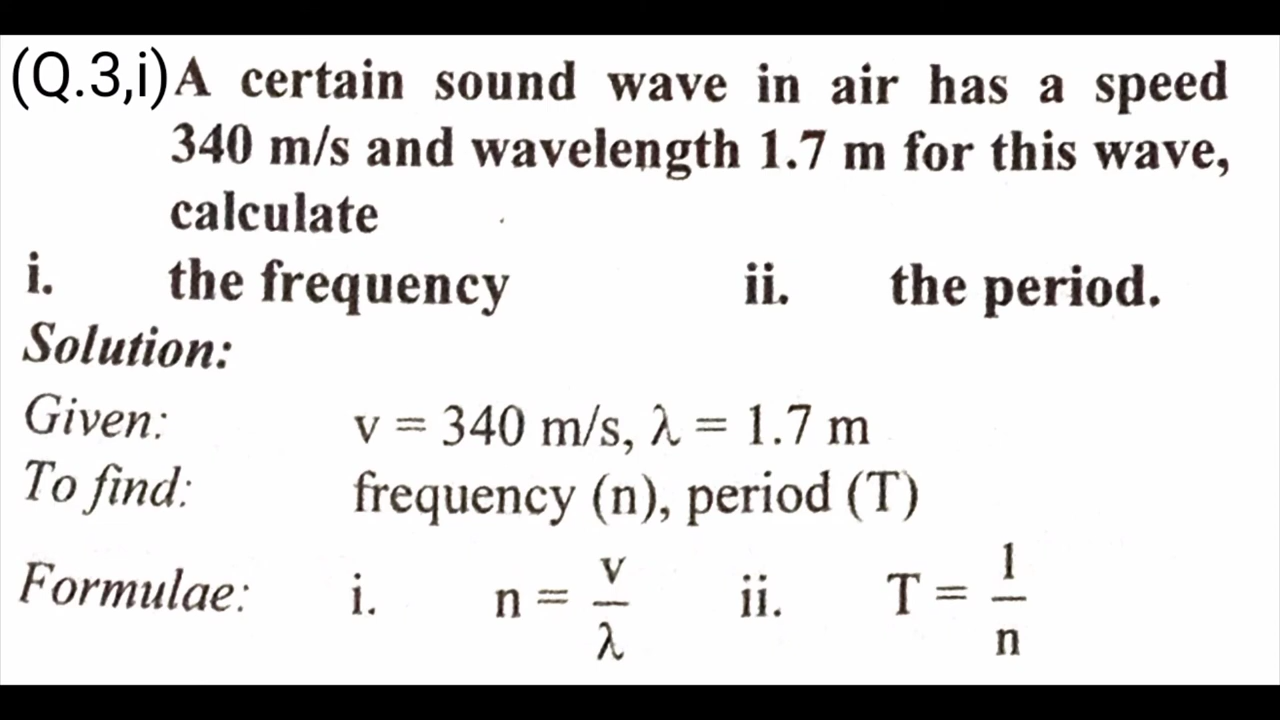 (Q.3,i) A certain sound wave in air has a speed
340 m/s and wavelength 1.7 m for this wave,
calculate
i. the frequency ii. the period.
Solution:
Given: v = 340 m/s, λ = 1.7 m
To find: frequency (n), period (T)
Formulae: i. n = v/λ ii. T = 1/n